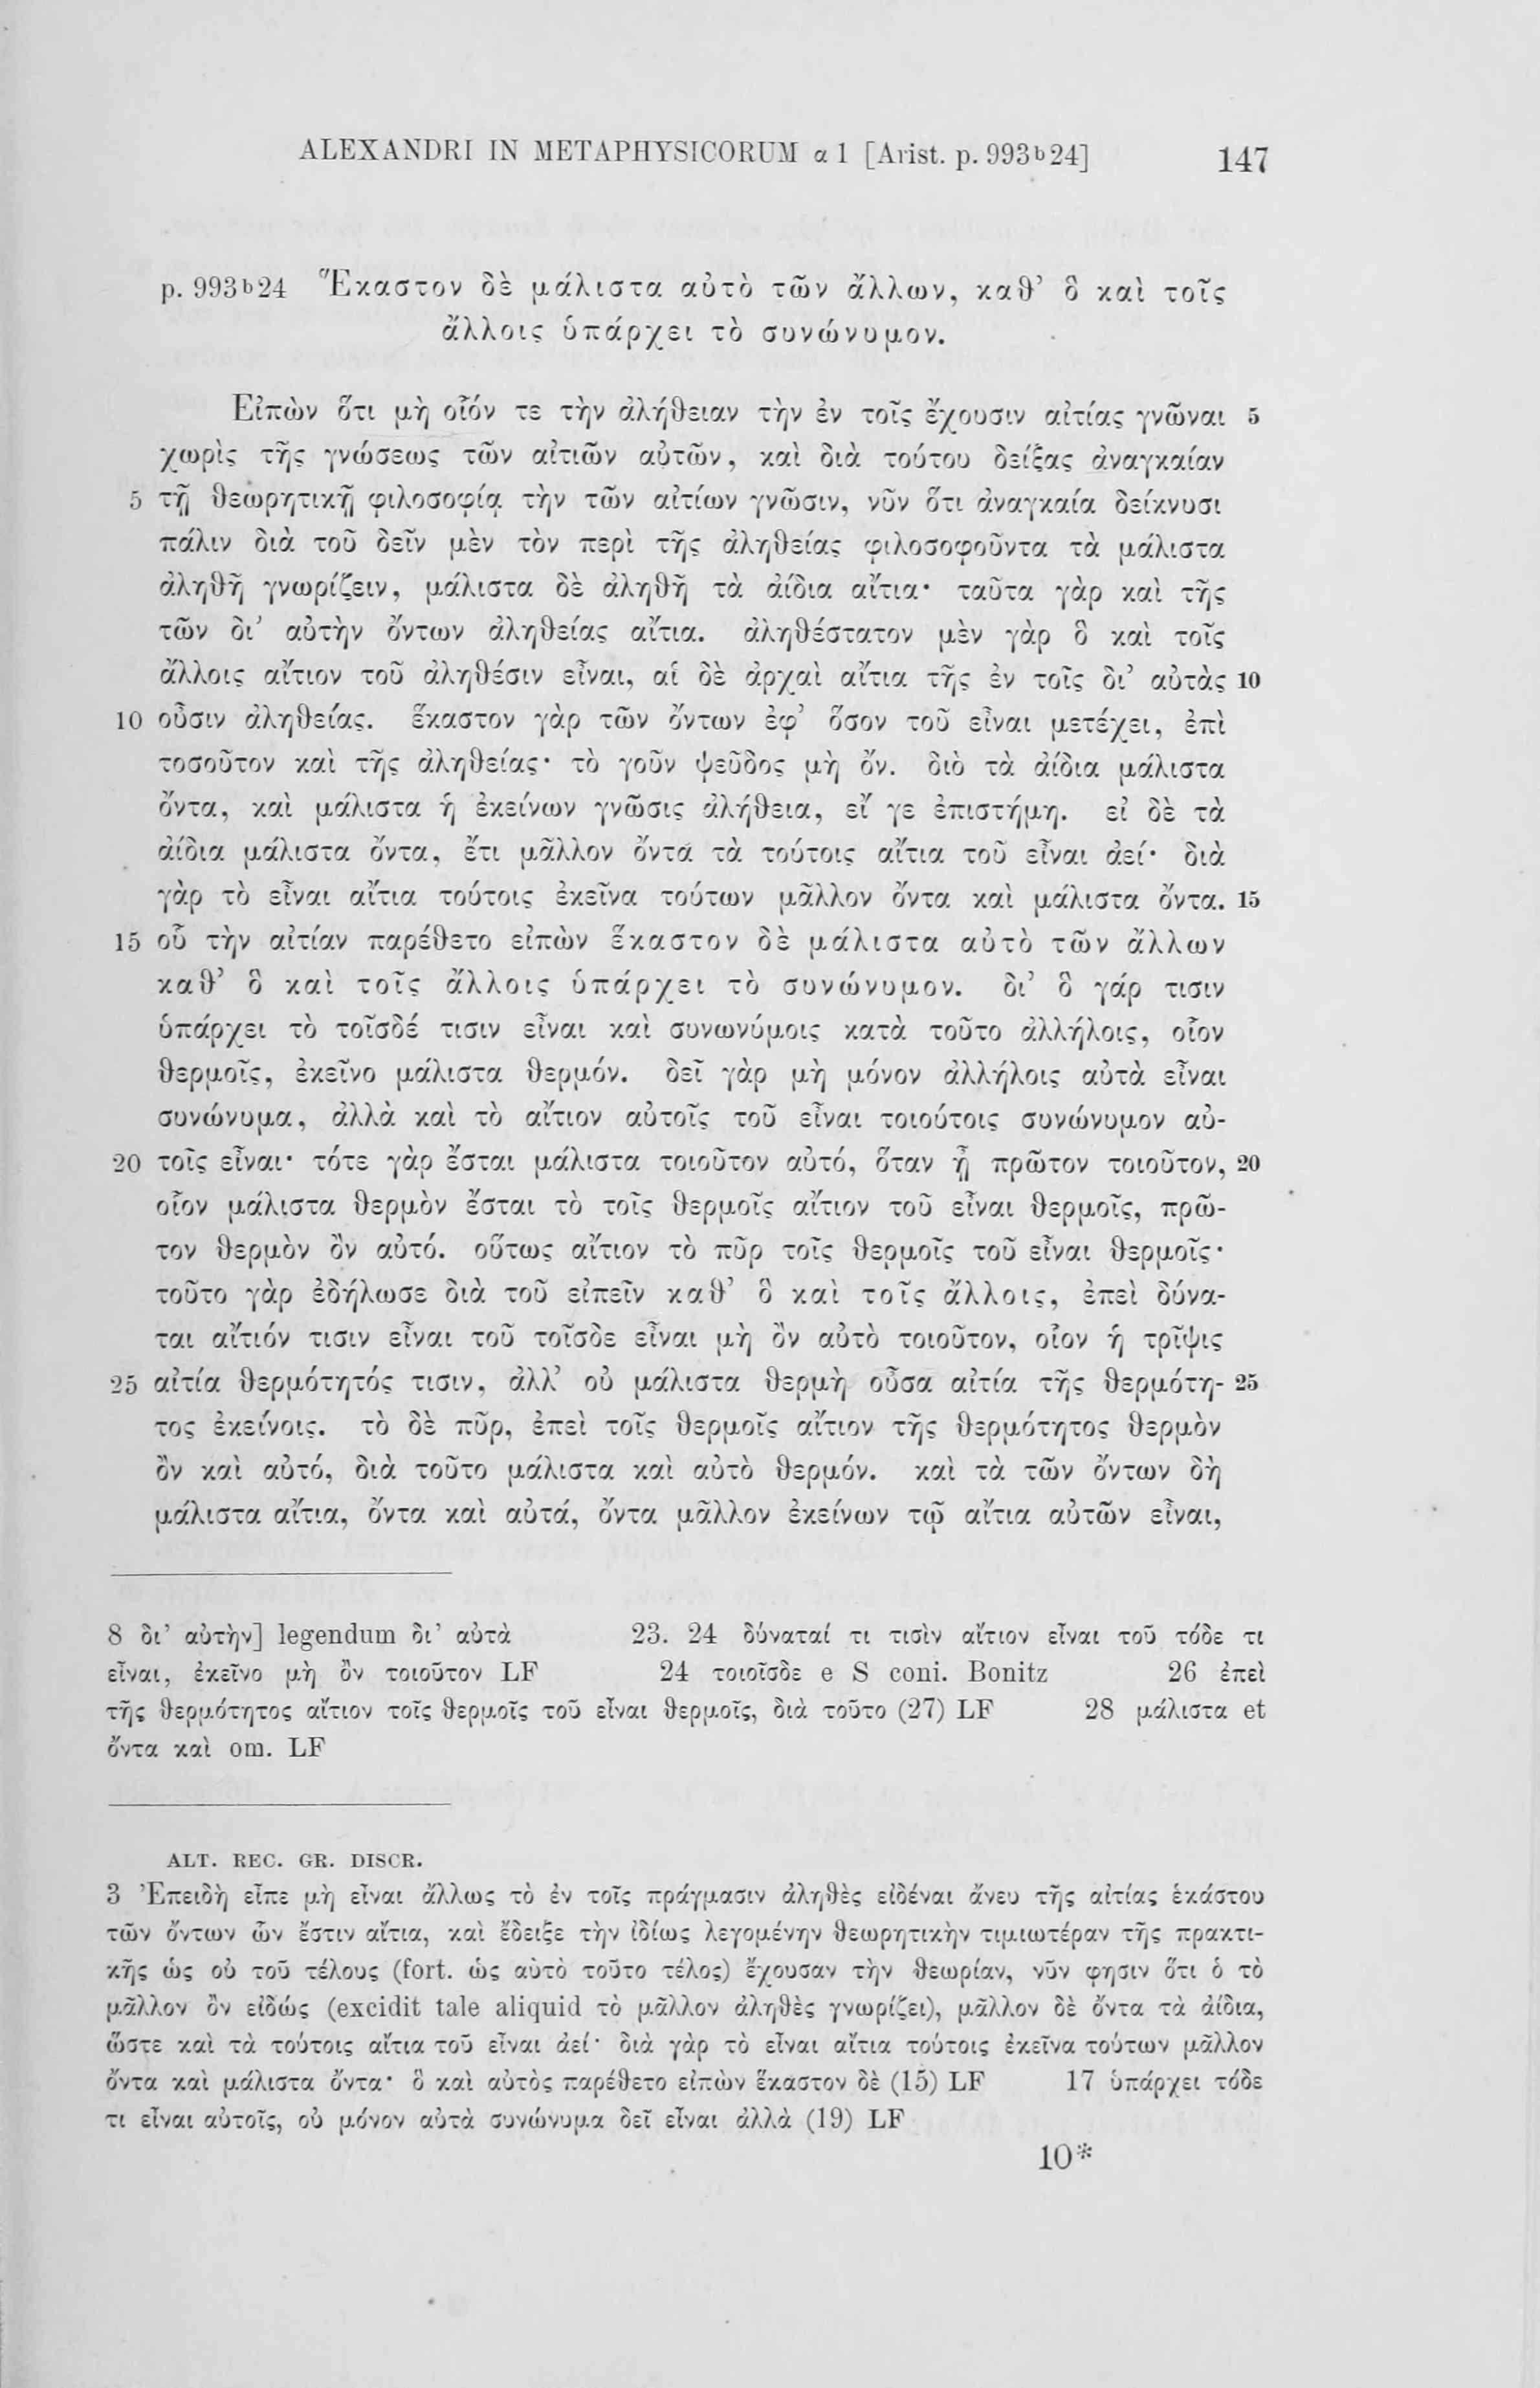 ALEXANDRI IN METAPHYSICORUM α 1 [Arist. p. 993ᵇ24] 147
p. 993ᵇ24 Ἕκαστον δὲ μάλιστα αὐτὸ τῶν ἄλλων, καθ’ ὃ καὶ τοῖς
ἄλλοις ὑπάρχει τὸ συνώνυμον.
Εἰπὼν ὅτι μὴ οἷόν τε τὴν ἀλήθειαν τὴν ἐν τοῖς ἔχουσιν αἰτίας γνῶναι 5
χωρὶς τῆς γνώσεως τῶν αἰτιῶν αὐτῶν, καὶ διὰ τούτου δείξας ἀναγκαίαν
5 τῇ θεωρητικῇ φιλοσοφίᾳ τὴν τῶν αἰτίων γνῶσιν, νῦν ὅτι ἀναγκαία δείκνυσι
πάλιν διὰ τοῦ δεῖν μὲν τὸν περὶ τῆς ἀληθείας φιλοσοφοῦντα τὰ μάλιστα
ἀληθῆ γνωρίζειν, μάλιστα δὲ ἀληθῆ τὰ ἀίδια αἴτια· ταῦτα γὰρ καὶ τῆς
τῶν δι’ αὐτὴν ὄντων ἀληθείας αἴτια. ἀληθέστατον μὲν γὰρ ὃ καὶ τοῖς
ἄλλοις αἴτιον τοῦ ἀληθέσιν εἶναι, αἱ δὲ ἀρχαὶ αἴτια τῆς ἐν τοῖς δι’ αὐτὰς 10
10 οὖσιν ἀληθείας. ἕκαστον γὰρ τῶν ὄντων ἐφ’ ὅσον τοῦ εἶναι μετέχει, ἐπὶ
τοσοῦτον καὶ τῆς ἀληθείας· τὸ γοῦν ψεῦδος μὴ ὄν. διὸ τὰ ἀίδια μάλιστα
ὄντα, καὶ μάλιστα ἡ ἐκείνων γνῶσις ἀλήθεια, εἴ γε ἐπιστήμη. εἰ δὲ τὰ
ἀίδια μάλιστα ὄντα, ἔτι μᾶλλον ὄντα τὰ τούτοις αἴτια τοῦ εἶναι ἀεί· διὰ
γὰρ τὸ εἶναι αἴτια τούτοις ἐκεῖνα τούτων μᾶλλον ὄντα καὶ μάλιστα ὄντα. 15
15 οὗ τὴν αἰτίαν παρέθετο εἰπὼν ἕκαστον δὲ μάλιστα αὐτὸ τῶν ἄλλων
καθ’ ὃ καὶ τοῖς ἄλλοις ὑπάρχει τὸ συνώνυμον. δι’ ὃ γάρ τισιν
ὑπάρχει τὸ τοῖσδέ τισιν εἶναι καὶ συνωνύμοις κατὰ τοῦτο ἀλλήλοις, οἷον
θερμοῖς, ἐκεῖνο μάλιστα θερμόν. δεῖ γὰρ μὴ μόνον ἀλλήλοις αὐτὰ εἶναι
συνώνυμα, ἀλλὰ καὶ τὸ αἴτιον αὐτοῖς τοῦ εἶναι τοιούτοις συνώνυμον αὐ-
20 τοῖς εἶναι· τότε γὰρ ἔσται μάλιστα τοιοῦτον αὐτό, ὅταν ᾖ πρῶτον τοιοῦτον, 20
οἷον μάλιστα θερμὸν ἔσται τὸ τοῖς θερμοῖς αἴτιον τοῦ εἶναι θερμοῖς, πρῶ-
τον θερμὸν ὂν αὐτό. οὕτως αἴτιον τὸ πῦρ τοῖς θερμοῖς τοῦ εἶναι θερμοῖς·
τοῦτο γὰρ ἐδήλωσε διὰ τοῦ εἰπεῖν καθ’ ὃ καὶ τοῖς ἄλλοις, ἐπεὶ δύνα-
ται αἴτιόν τισιν εἶναι τοῦ τοῖσδε εἶναι μὴ ὂν αὐτὸ τοιοῦτον, οἷον ἡ τρῖψις
25 αἰτία θερμότητός τισιν, ἀλλ’ οὐ μάλιστα θερμὴ οὖσα αἰτία τῆς θερμότη- 25
τος ἐκείνοις. τὸ δὲ πῦρ, ἐπεὶ τοῖς θερμοῖς αἴτιον τῆς θερμότητος θερμὸν
ὂν καὶ αὐτό, διὰ τοῦτο μάλιστα καὶ αὐτὸ θερμόν. καὶ τὰ τῶν ὄντων δὴ
μάλιστα αἴτια, ὄντα καὶ αὐτά, ὄντα μᾶλλον ἐκείνων τῷ αἴτια αὐτῶν εἶναι,
8 δι’ αὐτὴν] legendum δι’ αὐτὰ 23. 24 δύναταί τι τισὶν αἴτιον εἶναι τοῦ τόδε τι
εἶναι, ἐκεῖνο μὴ ὂν τοιοῦτον LF 24 τοιοῖσδε e S coni. Bonitz 26 ἐπεὶ
τῆς θερμότητος αἴτιον τοῖς θερμοῖς τοῦ εἶναι θερμοῖς, διὰ τοῦτο (27) LF 28 μάλιστα et
ὄντα καὶ om. LF
ALT. REC. GR. DISCR.
3 Ἐπειδὴ εἶπε μὴ εἶναι ἄλλως τὸ ἐν τοῖς πράγμασιν ἀληθὲς εἰδέναι ἄνευ τῆς αἰτίας ἑκάστου
τῶν ὄντων ὧν ἔστιν αἴτια, καὶ ἔδειξε τὴν ἰδίως λεγομένην θεωρητικὴν τιμιωτέραν τῆς πρακτι-
κῆς ὡς οὐ τοῦ τέλους (fort. ὡς αὐτὸ τοῦτο τέλος) ἔχουσαν τὴν θεωρίαν, νῦν φησιν ὅτι ὁ τὸ
μᾶλλον ὂν εἰδώς (excidit tale aliquid τὸ μᾶλλον ἀληθὲς γνωρίζει), μᾶλλον δὲ ὄντα τὰ ἀίδια,
ὥστε καὶ τὰ τούτοις αἴτια τοῦ εἶναι ἀεί· διὰ γὰρ τὸ εἶναι αἴτια τούτοις ἐκεῖνα τούτων μᾶλλον
ὄντα καὶ μάλιστα ὄντα· ὃ καὶ αὐτὸς παρέθετο εἰπὼν ἕκαστον δὲ (15) LF 17 ὑπάρχει τόδε
τι εἶναι αὐτοῖς, οὐ μόνον αὐτὰ συνώνυμα δεῖ εἶναι ἀλλὰ (19) LF
10*